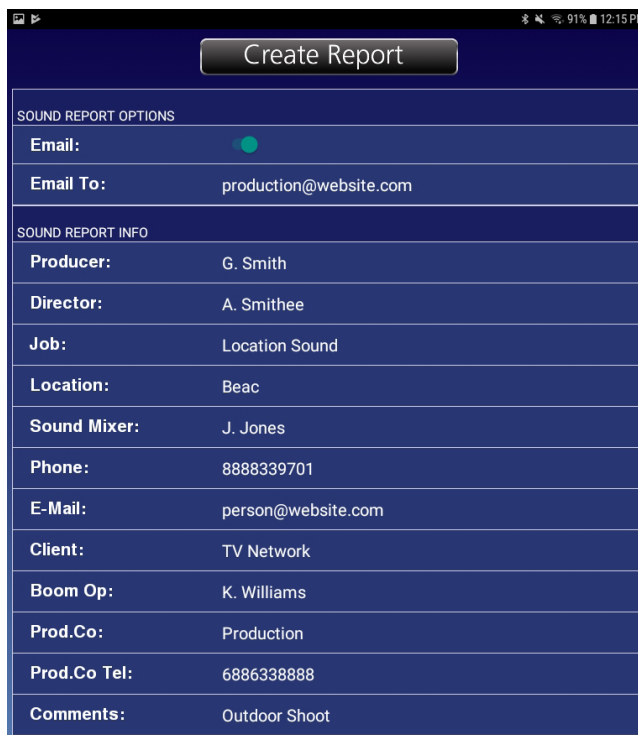 91% 12:15 P
Create Report
SOUND REPORT OPTIONS
Email:
Email To: production@website.com
SOUND REPORT INFO
Producer: G. Smith
Director: A. Smithee
Job: Location Sound
Location: Beac
Sound Mixer: J. Jones
Phone: 8888339701
E-Mail: person@website.com
Client: TV Network
Boom Op: K. Williams
Prod.Co: Production
Prod.Co Tel: 6886338888
Comments: Outdoor Shoot